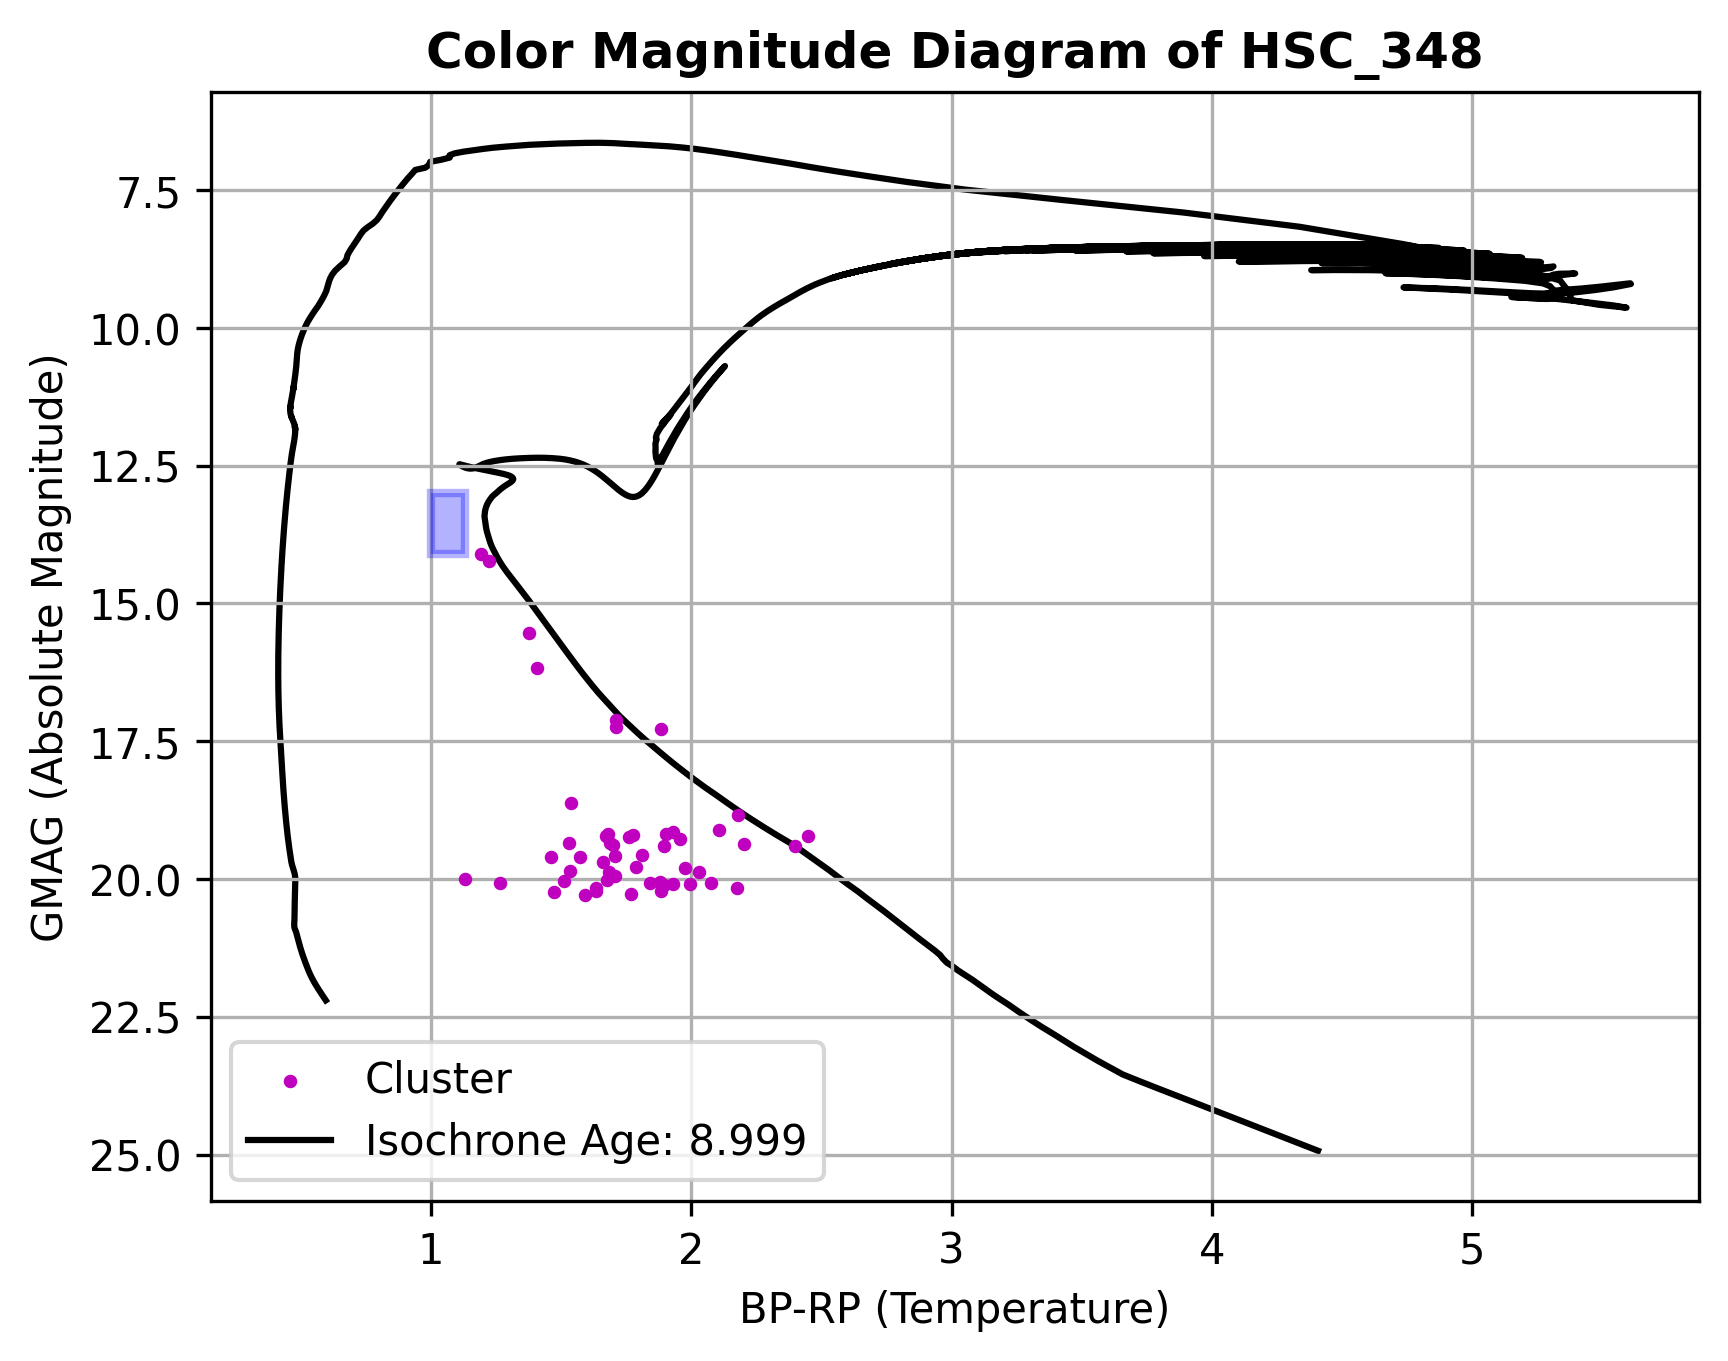 Color Magnitude Diagram of HSC_348
GMAG (Absolute Magnitude)
7.5
10.0
12.5
15.0
17.5
20.0
22.5
25.0
Cluster
Isochrone Age: 8.999
1 2 3 4 5
BP-RP (Temperature)